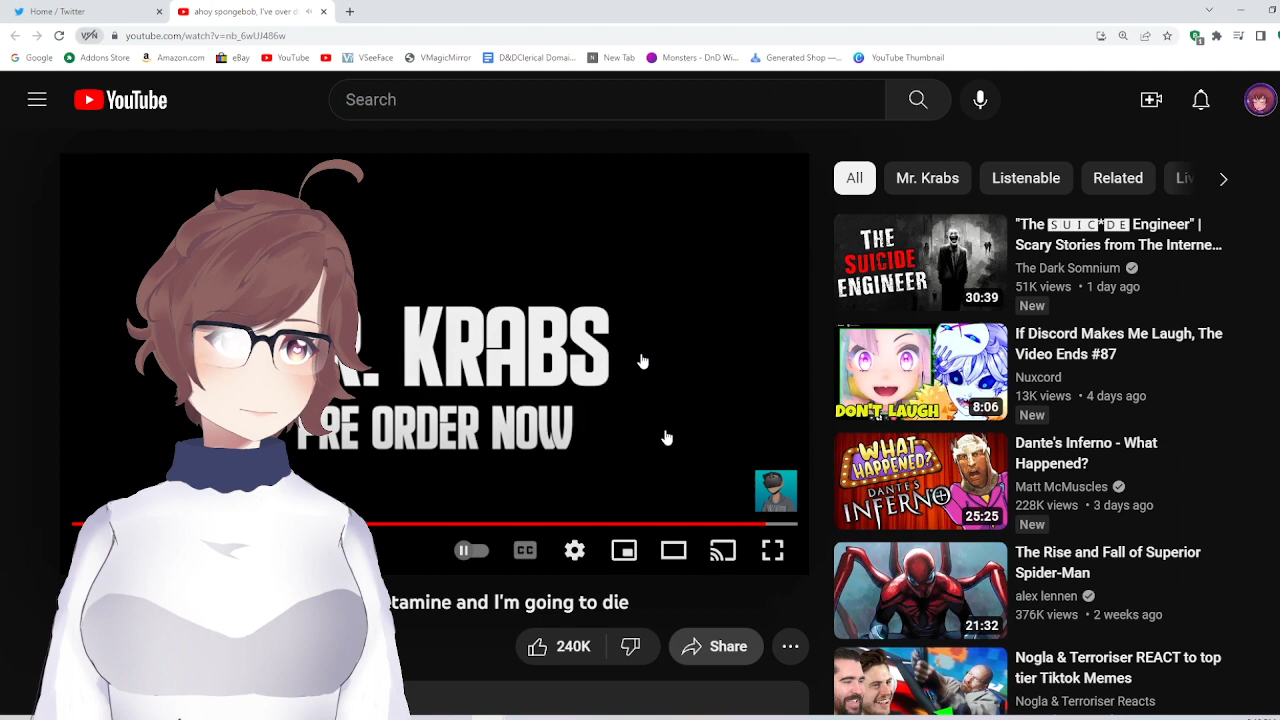 Home / Twitter
ahoy spongebob, I've over d
youtube.com/watch?v=nb_6wUJ486w
Google
Addons Store
Amazon.com
eBay
YouTube
VSeeFace
VMagicMirror
D&DClerical Domai...
New Tab
Monsters - DnD Wi...
Generated Shop —...
YouTube Thumbnail
YouTube
Search
All
Mr. Krabs
Listenable
Related
Liv
KRABS
PRE ORDER NOW
CC
etamine and I'm going to die
240K
Share
THE
SUICIDE
ENGINEER
30:39
"The SUIC*DE Engineer" |
Scary Stories from The Interne...
The Dark Somnium
51K views • 1 day ago
New
DON'T LAUGH
8:06
If Discord Makes Me Laugh, The
Video Ends #87
Nuxcord
13K views • 4 days ago
New
WHAT
HAPPENED?
DANTE'S
INFERNO
25:25
Dante's Inferno - What
Happened?
Matt McMuscles
228K views • 3 days ago
New
21:32
The Rise and Fall of Superior
Spider-Man
alex lennen
376K views • 2 weeks ago
Nogla & Terroriser REACT to top
tier Tiktok Memes
Nogla & Terroriser Reacts